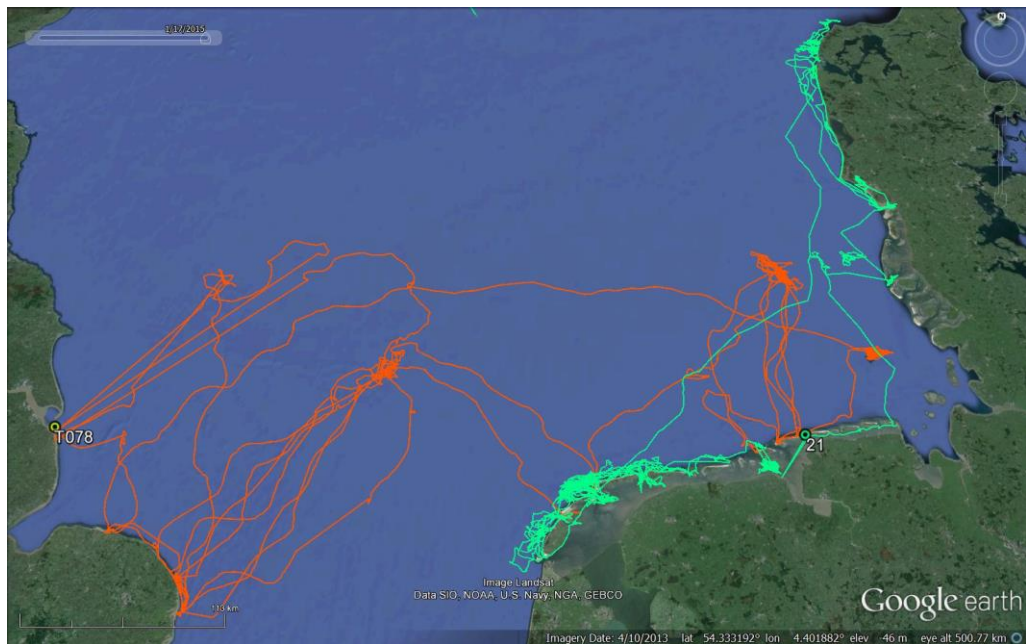 1/17/2015
N
T078
21
113 km
Image Landsat
Data SIO, NOAA, U.S. Navy, NGA, GEBCO
Google earth
Imagery Date: 4/10/2013 lat 54.333192° lon 4.401882° elev -46 m eye alt 500.77 km